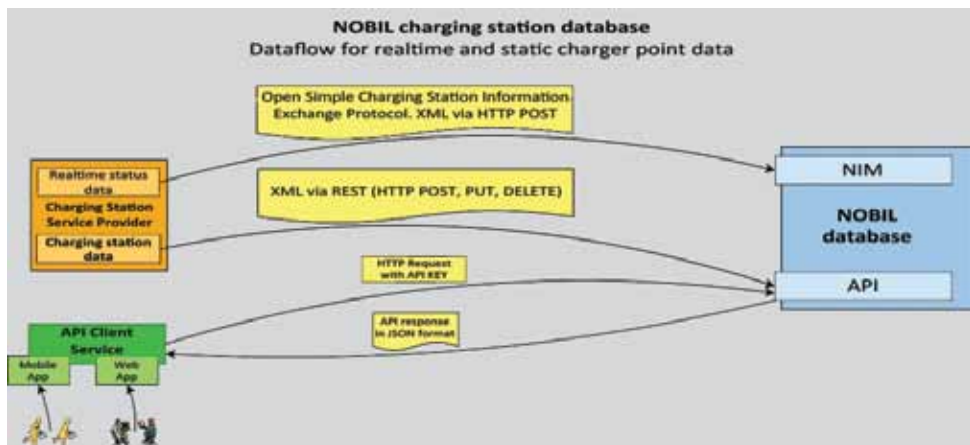 NOBIL charging station database
Dataflow for realtime and static charger point data
Open Simple Charging Station Information
Exchange Protocol. XML via HTTP POST
Realtime status
data
Charging Station
Service Provider
Charging station
data
XML via REST (HTTP POST, PUT, DELETE)
NIM
NOBIL
database
API
HTTP Request
with API KEY
API response
in JSON format
API Client
Service
Mobile
App
Web
App